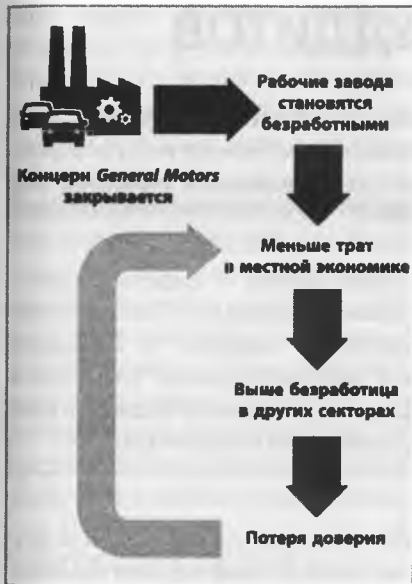 Рабочие завода
становятся
безработными
Концерн General Motors
закрывается
Меньше трат
в местной экономике
Выше безработица
в других секторах
Потеря доверия